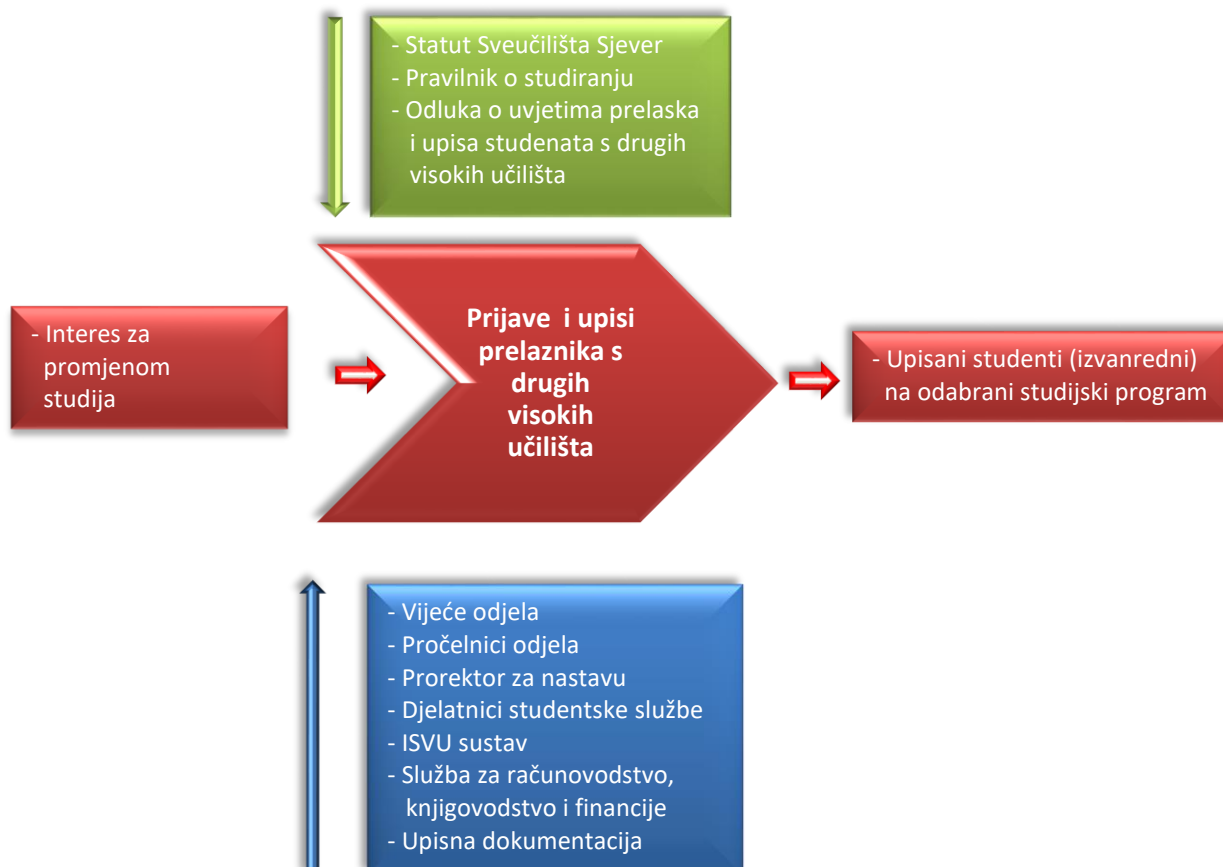 - Statut Sveučilišta Sjever
- Pravilnik o studiranju
- Odluka o uvjetima prelaska
i upisa studenata s drugih
visokih učilišta
- Interes za
promjenom
studija
Prijave i upisi
prelaznika s
drugih
visokih
učilišta
- Upisani studenti (izvanredni)
na odabrani studijski program
- Vijeće odjela
- Pročelnici odjela
- Prorektor za nastavu
- Djelatnici studentske službe
- ISVU sustav
- Služba za računovodstvo,
knjigovodstvo i financije
- Upisna dokumentacija